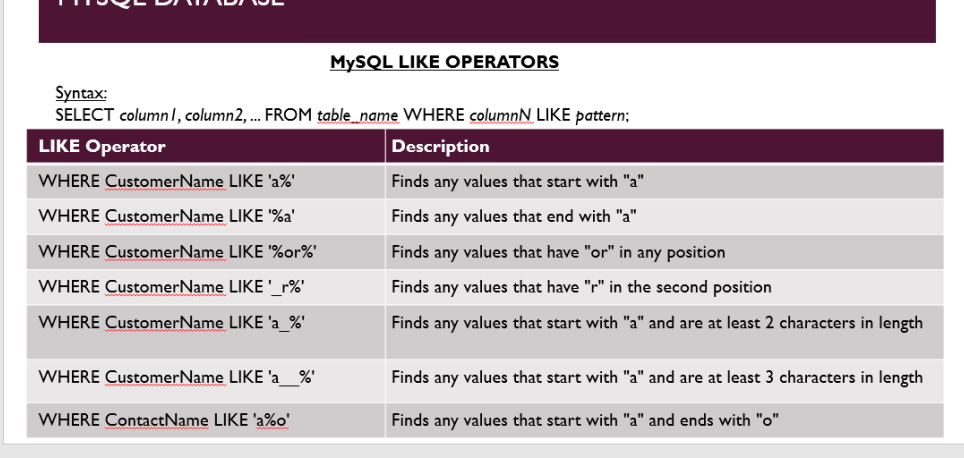 MYSQL DATABASE
MySQL LIKE OPERATORS
Syntax:
SELECT column1, column2, ... FROM table_name WHERE columnN LIKE pattern;
LIKE Operator Description
WHERE CustomerName LIKE 'a%' Finds any values that start with "a"
WHERE CustomerName LIKE '%a' Finds any values that end with "a"
WHERE CustomerName LIKE '%or%' Finds any values that have "or" in any position
WHERE CustomerName LIKE '_r%' Finds any values that have "r" in the second position
WHERE CustomerName LIKE 'a_%' Finds any values that start with "a" and are at least 2 characters in length
WHERE CustomerName LIKE 'a__%' Finds any values that start with "a" and are at least 3 characters in length
WHERE ContactName LIKE 'a%o' Finds any values that start with "a" and ends with "o"